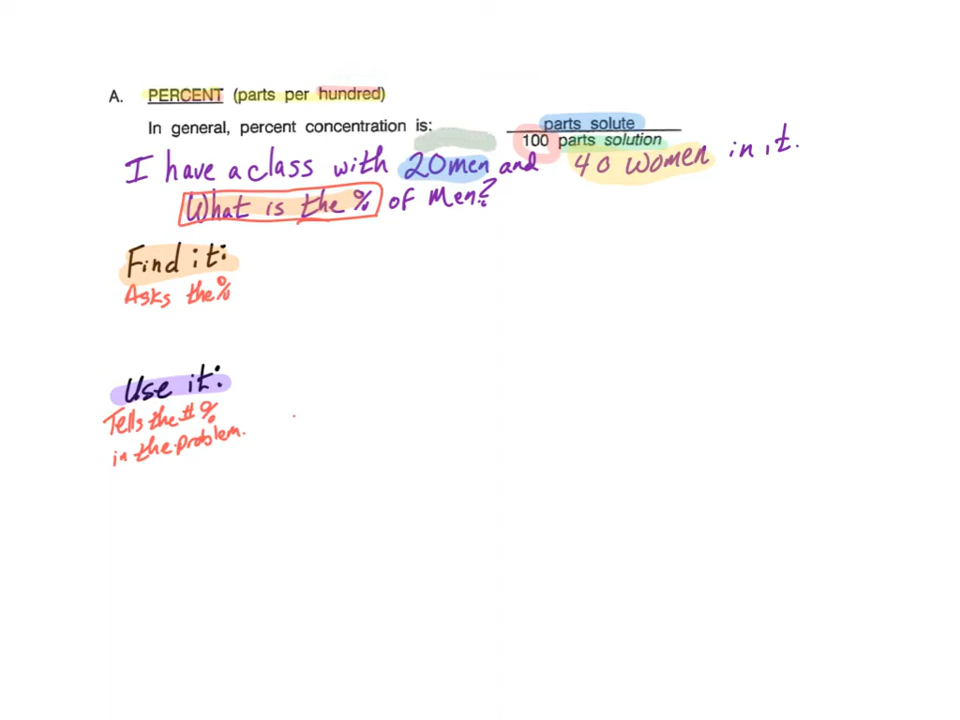 A. PERCENT (parts per hundred)
In general, percent concentration is: parts solute
100 parts solution
I have a class with 20 men and 40 women in it.
What is the % of Men?
Find it:
Asks the %
Use it:
Tells the # %
in the problem.